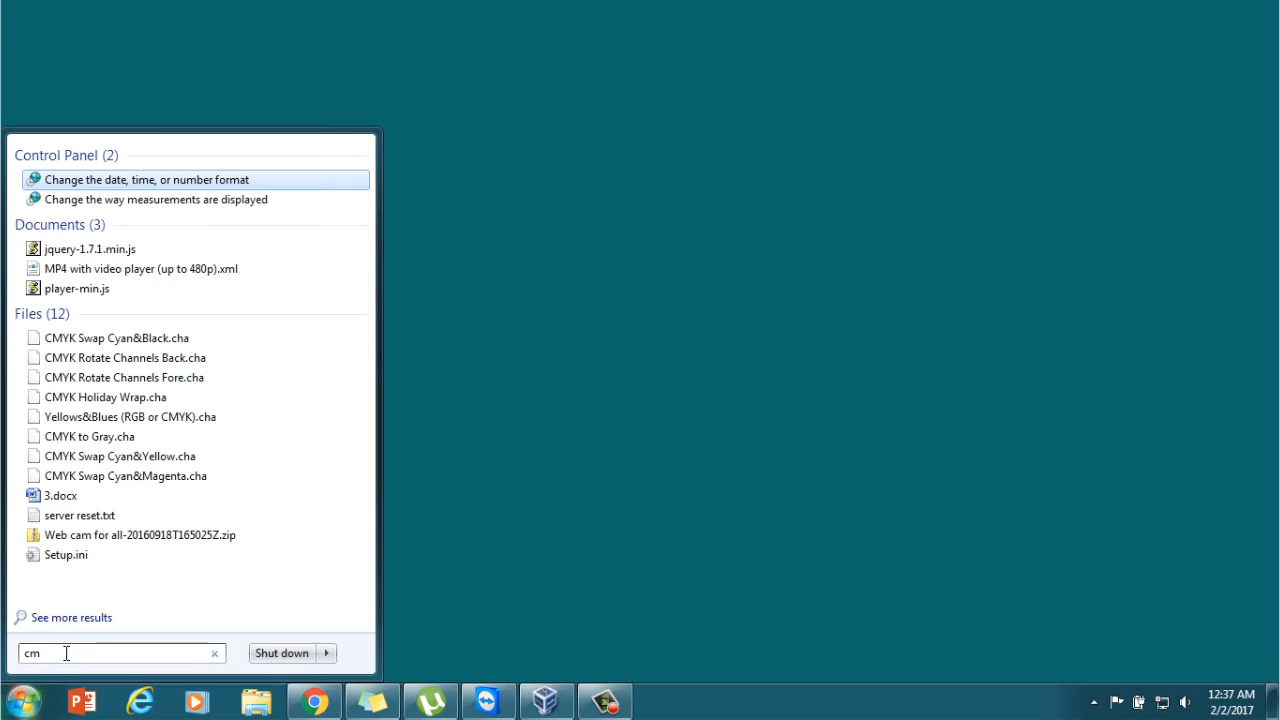 Control Panel (2)
Change the date, time, or number format
Change the way measurements are displayed
Documents (3)
jquery-1.7.1.min.js
MP4 with video player (up to 480p).xml
player-min.js
Files (12)
CMYK Swap Cyan&Black.cha
CMYK Rotate Channels Back.cha
CMYK Rotate Channels Fore.cha
CMYK Holiday Wrap.cha
Yellows&Blues (RGB or CMYK).cha
CMYK to Gray.cha
CMYK Swap Cyan&Yellow.cha
CMYK Swap Cyan&Magenta.cha
3.docx
server reset.txt
Web cam for all-20160918T165025Z.zip
Setup.ini
See more results
cm
Shut down
12:37 AM
2/2/2017